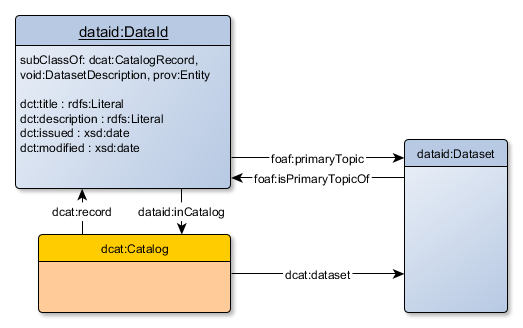 dataid:DataId
subClassOf: dcat:CatalogRecord,
void:DatasetDescription, prov:Entity
dct:title : rdfs:Literal
dct:description : rdfs:Literal
dct:issued : xsd:date
dct:modified : xsd:date
foaf:primaryTopic
foaf:isPrimaryTopicOf
dataid:Dataset
dcat:record
dataid:inCatalog
dcat:Catalog
dcat:dataset